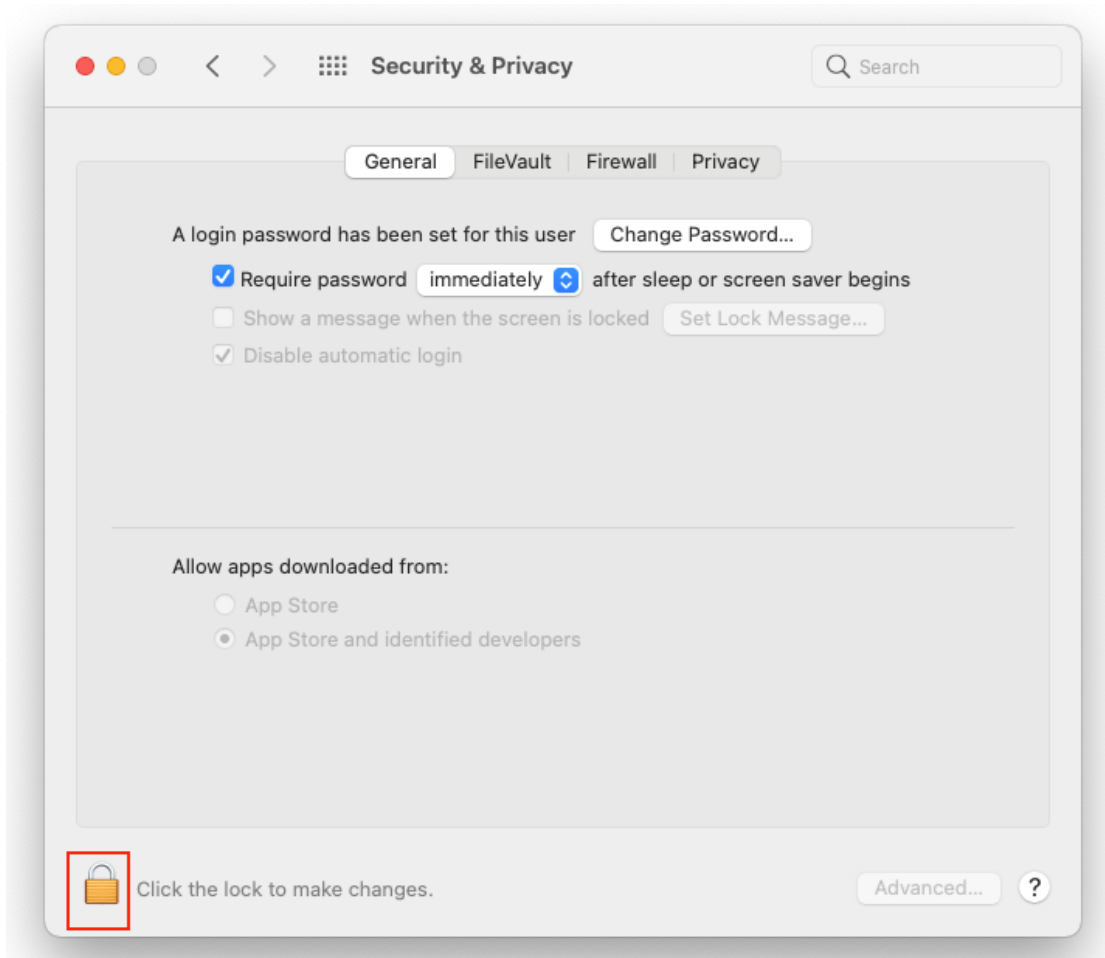 Security & Privacy
Search
General FileVault Firewall Privacy
A login password has been set for this user Change Password...
Require password immediately after sleep or screen saver begins
Show a message when the screen is locked Set Lock Message...
Disable automatic login
Allow apps downloaded from:
App Store
App Store and identified developers
Click the lock to make changes.
Advanced... ?